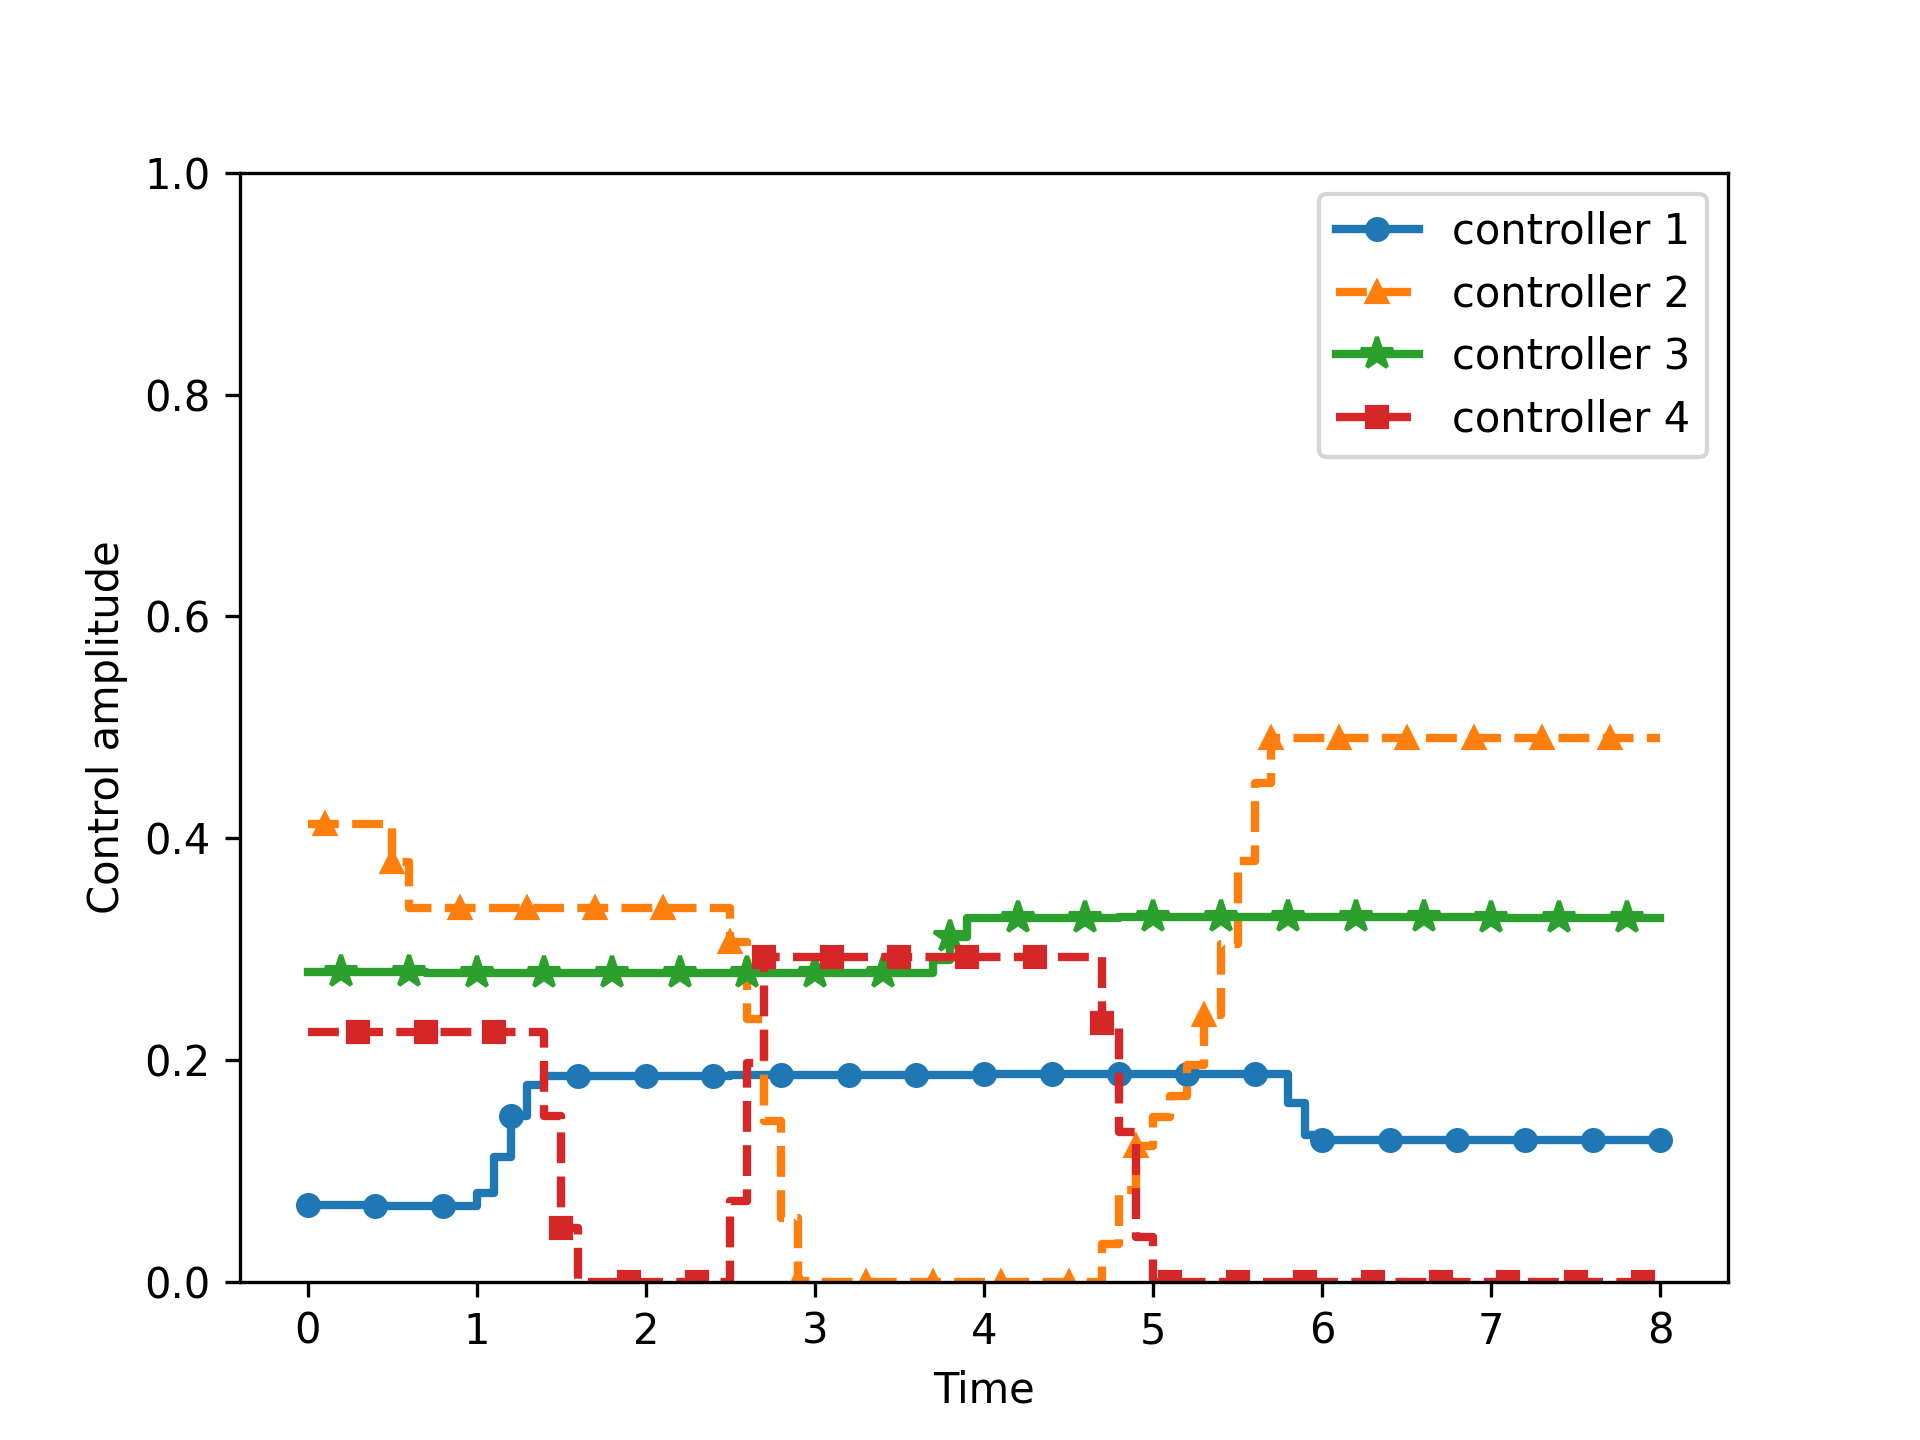 1.0
0.8
0.6
0.4
0.2
0.0
Control amplitude
controller 1
controller 2
controller 3
controller 4
0 1 2 3 4 5 6 7 8
Time